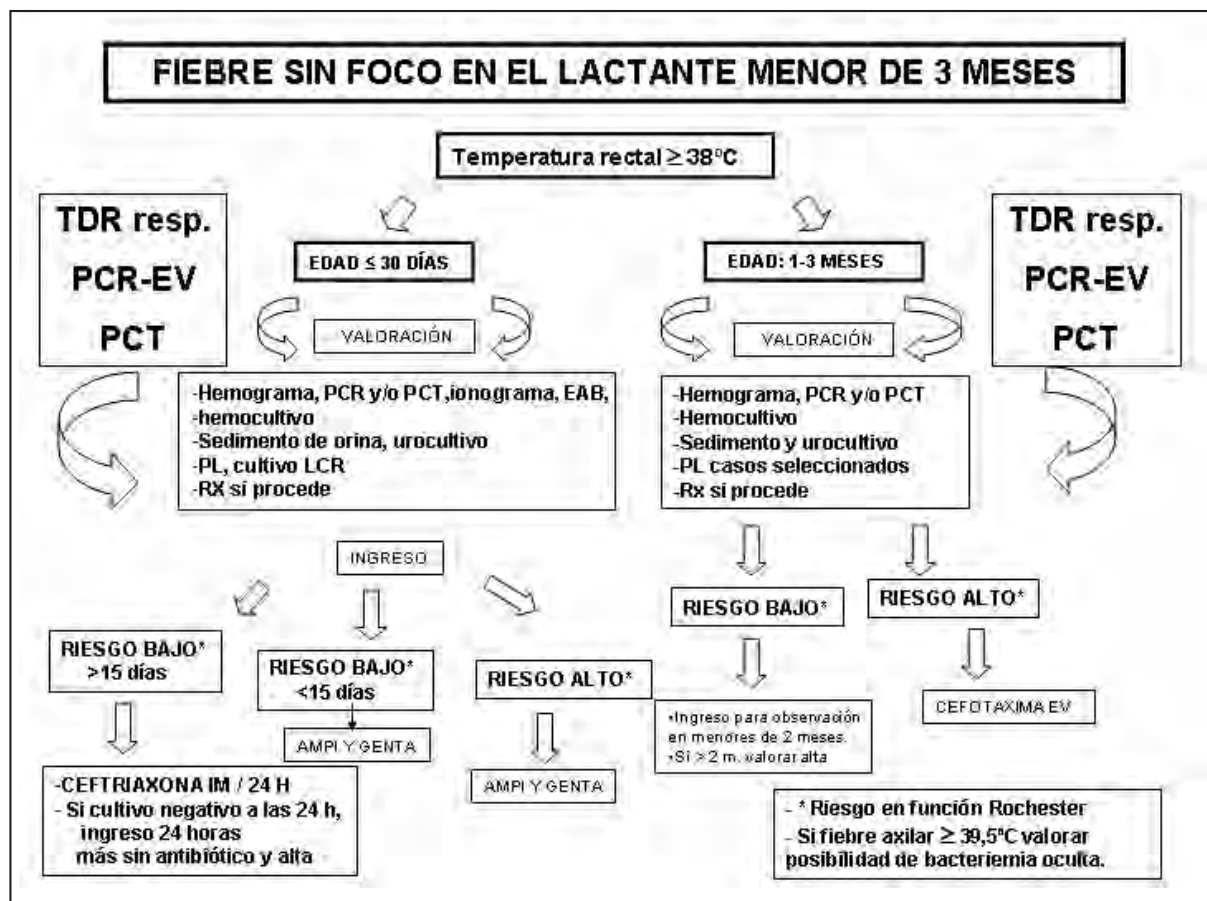 FIEBRE SIN FOCO EN EL LACTANTE MENOR DE 3 MESES
Temperatura rectal ≥ 38ºC
TDR resp.
PCR-EV
PCT
EDAD ≤ 30 DÍAS
EDAD: 1-3 MESES
TDR resp.
PCR-EV
PCT
VALORACIÓN
VALORACIÓN
-Hemograma, PCR y/o PCT,ionograma, EAB,
-hemocultivo
-Sedimento de orina, urocultivo
-PL, cultivo LCR
-RX si procede
-Hemograma, PCR y/o PCT
-Hemocultivo
-Sedimento y urocultivo
-PL casos seleccionados
-Rx si procede
INGRESO
RIESGO BAJO*
>15 días
RIESGO BAJO*
<15 días
RIESGO ALTO*
RIESGO BAJO*
RIESGO ALTO*
AMPI Y GENTA
AMPI Y GENTA
•Ingreso para observación
en menores de 2 meses.
•Si > 2 m. valorar alta
CEFOTAXIMA EV
-CEFTRIAXONA IM / 24 H
- Si cultivo negativo a las 24 h,
ingreso 24 horas
más sin antibiótico y alta
- * Riesgo en función Rochester
- Si fiebre axilar ≥ 39,5ºC valorar
posibilidad de bacteriemia oculta.